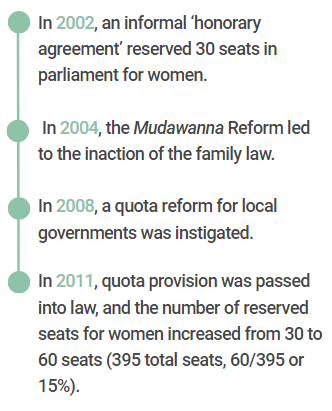 In 2002, an informal ‘honorary
agreement’ reserved 30 seats in
parliament for women.
In 2004, the Mudawanna Reform led
to the inaction of the family law.
In 2008, a quota reform for local
governments was instigated.
In 2011, quota provision was passed
into law, and the number of reserved
seats for women increased from 30 to
60 seats (395 total seats, 60/395 or
15%).